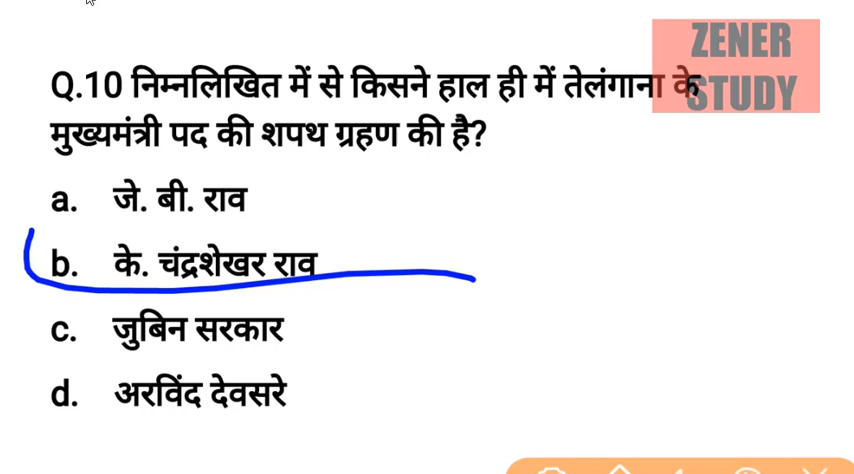 ZENER
STUDY
Q.10 निम्नलिखित में से किसने हाल ही में तेलंगाना के
मुख्यमंत्री पद की शपथ ग्रहण की है?
a. जे. बी. राव
b. के. चंद्रशेखर राव
c. जुबिन सरकार
d. अरविंद देवसरे